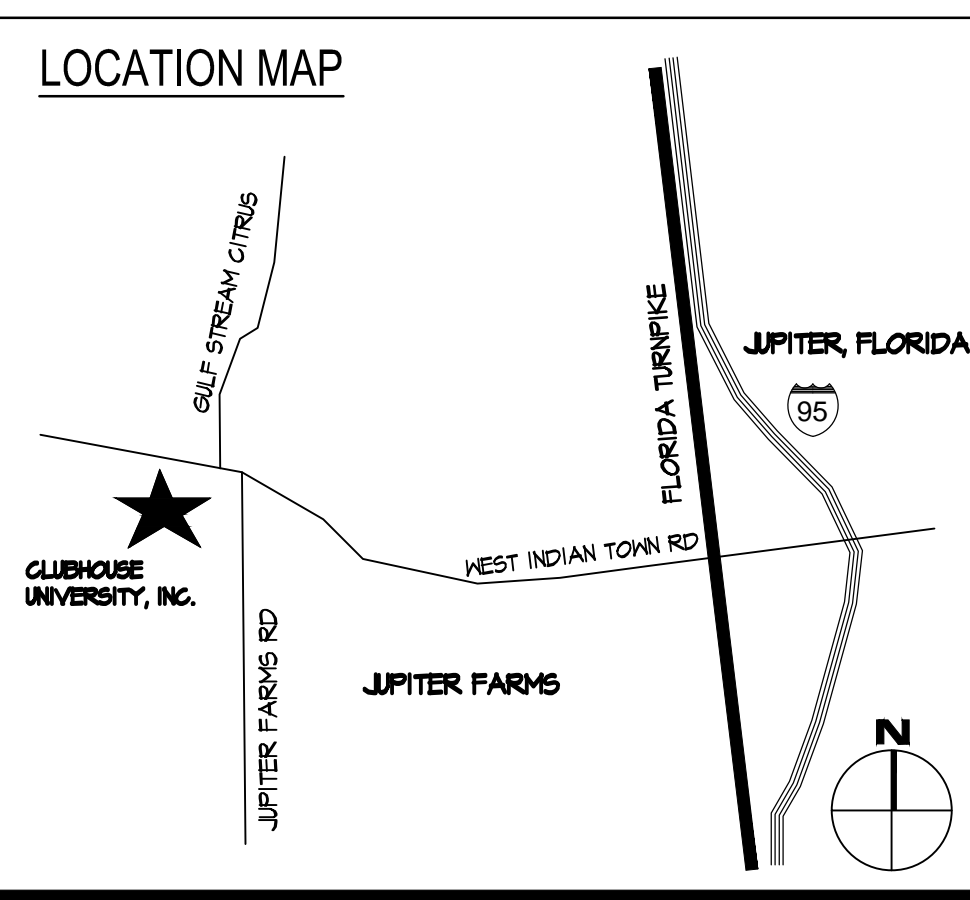 LOCATION MAP
GULF STREAM CITRUS
FLORIDA TURNPIKE
JUPITER, FLORIDA
95
WEST INDIAN TOWN RD
CLUBHOUSE
UNIVERSITY, INC.
JUPITER FARMS RD
JUPITER FARMS
N